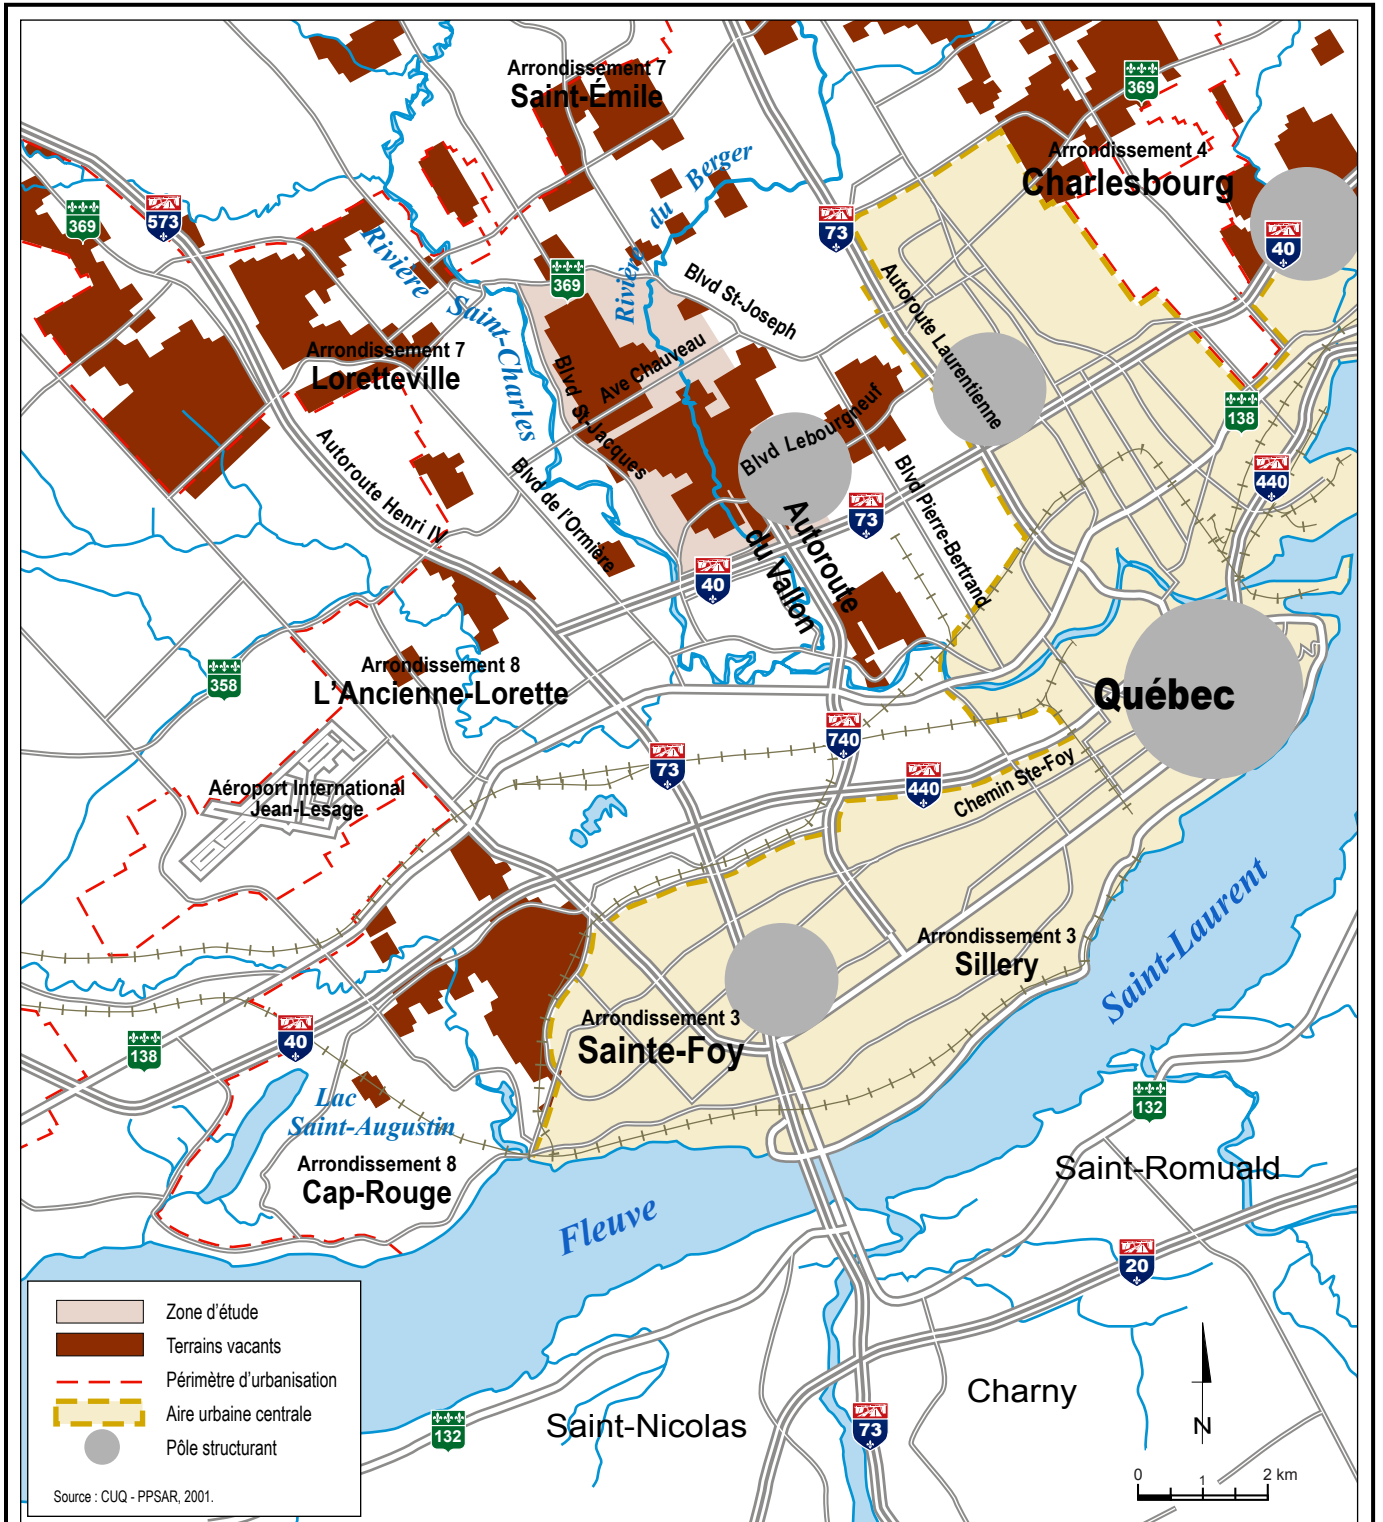 Arrondissement 7
Saint-Émile
369
Arrondissement 4
Charlesbourg
Rivière du Berger
369
573
73
40
Rivière Saint-Charles
369
Blvd St-Joseph
Autoroute Laurentienne
Arrondissement 7
Loretteville
Blvd St-Jacques
Ave Chauveau
Blvd Lebourgneuf
138
Autoroute Henri IV
Blvd de l'Ormière
Blvd Pierre-Bertrand
440
73
Autoroute
du Vallon
40
Arrondissement 8
L'Ancienne-Lorette
358
Québec
740
73
440
Chemin Ste-Foy
Aéroport International
Jean-Lesage
Arrondissement 3
Sillery
Arrondissement 3
Sainte-Foy
Fleuve Saint-Laurent
40
138
Lac
Saint-Augustin
132
Arrondissement 8
Cap-Rouge
Saint-Romuald
20
Zone d'étude
Terrains vacants
Périmètre d'urbanisation
Aire urbaine centrale
Pôle structurant
Source : CUQ - PPSAR, 2001.
Charny
Saint-Nicolas
132
73
N
0 1 2 km